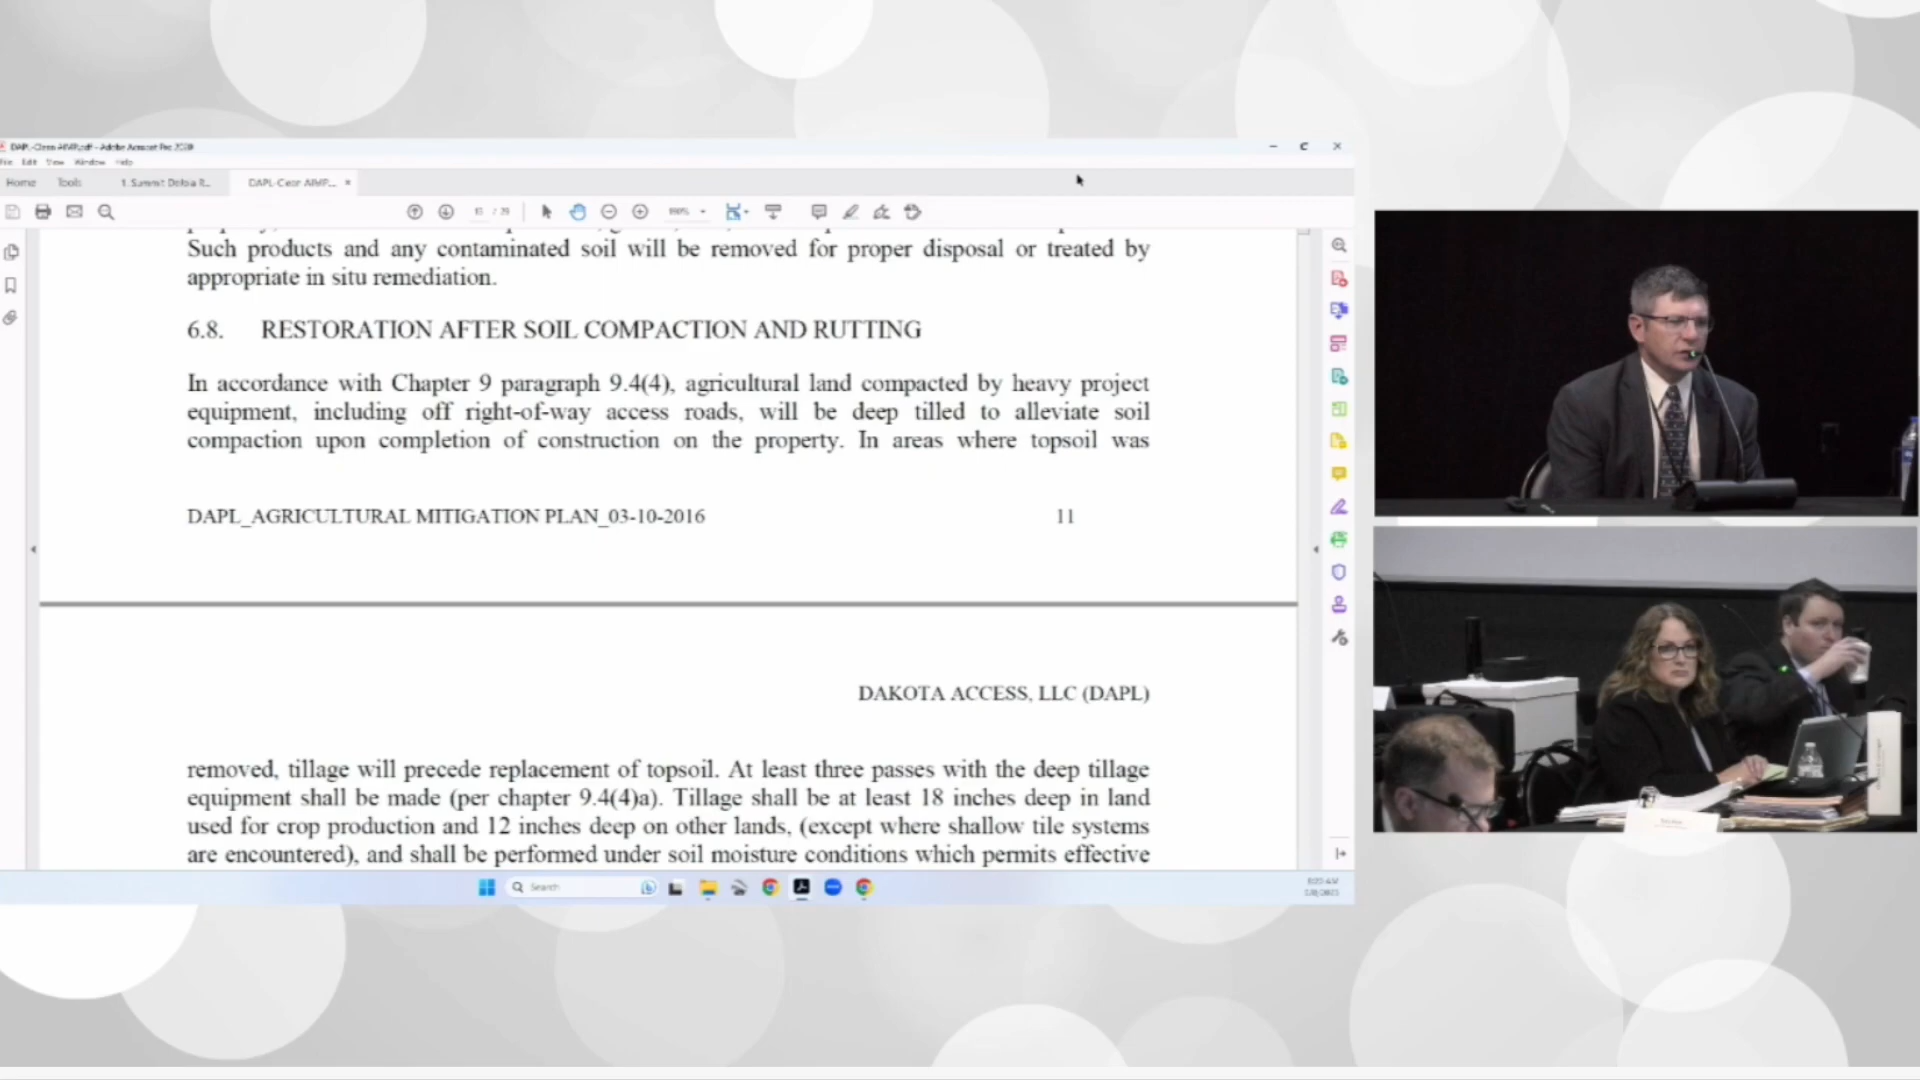 File Edit View Window Help
Home Tools
Such products and any contaminated soil will be removed for proper disposal or treated by
appropriate in situ remediation.
6.8. RESTORATION AFTER SOIL COMPACTION AND RUTTING
In accordance with Chapter 9 paragraph 9.4(4), agricultural land compacted by heavy project
equipment, including off right-of-way access roads, will be deep tilled to alleviate soil
compaction upon completion of construction on the property. In areas where topsoil was
DAPL_AGRICULTURAL MITIGATION PLAN_03-10-2016 11
DAKOTA ACCESS, LLC (DAPL)
removed, tillage will precede replacement of topsoil. At least three passes with the deep tillage
equipment shall be made (per chapter 9.4(4)a). Tillage shall be at least 18 inches deep in land
used for crop production and 12 inches deep on other lands, (except where shallow tile systems
are encountered), and shall be performed under soil moisture conditions which permits effective
Search